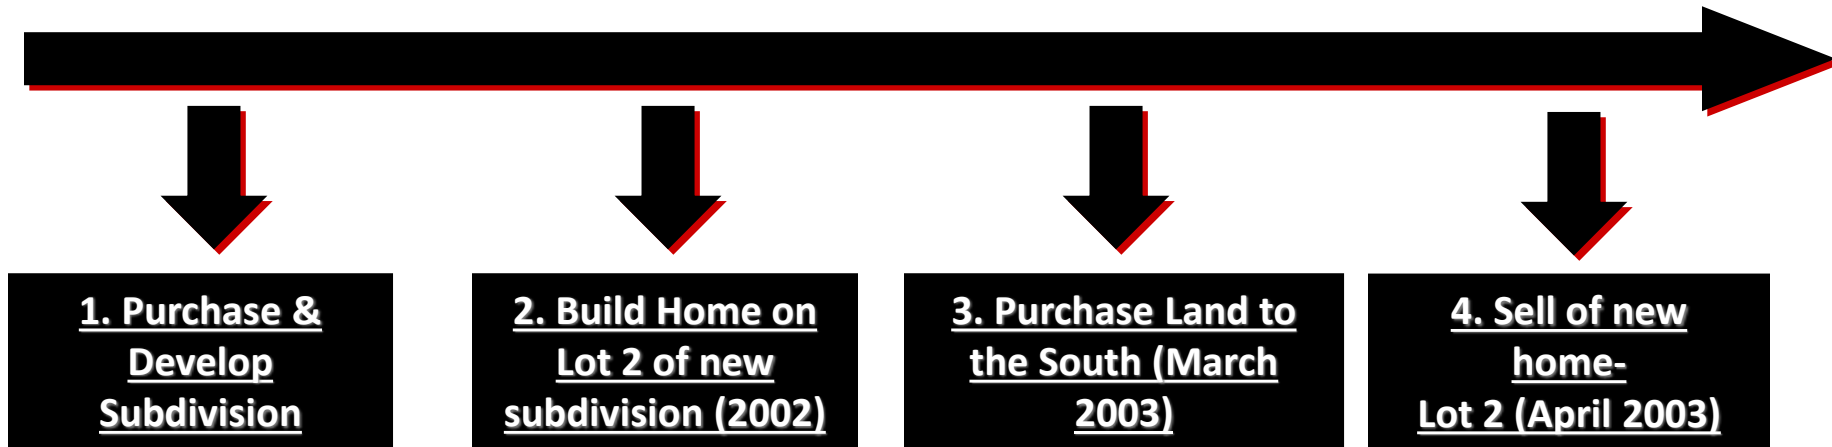 1. Purchase &
Develop
Subdivision
2. Build Home on
Lot 2 of new
subdivision (2002)
3. Purchase Land to
the South (March
2003)
4. Sell of new
home-
Lot 2 (April 2003)